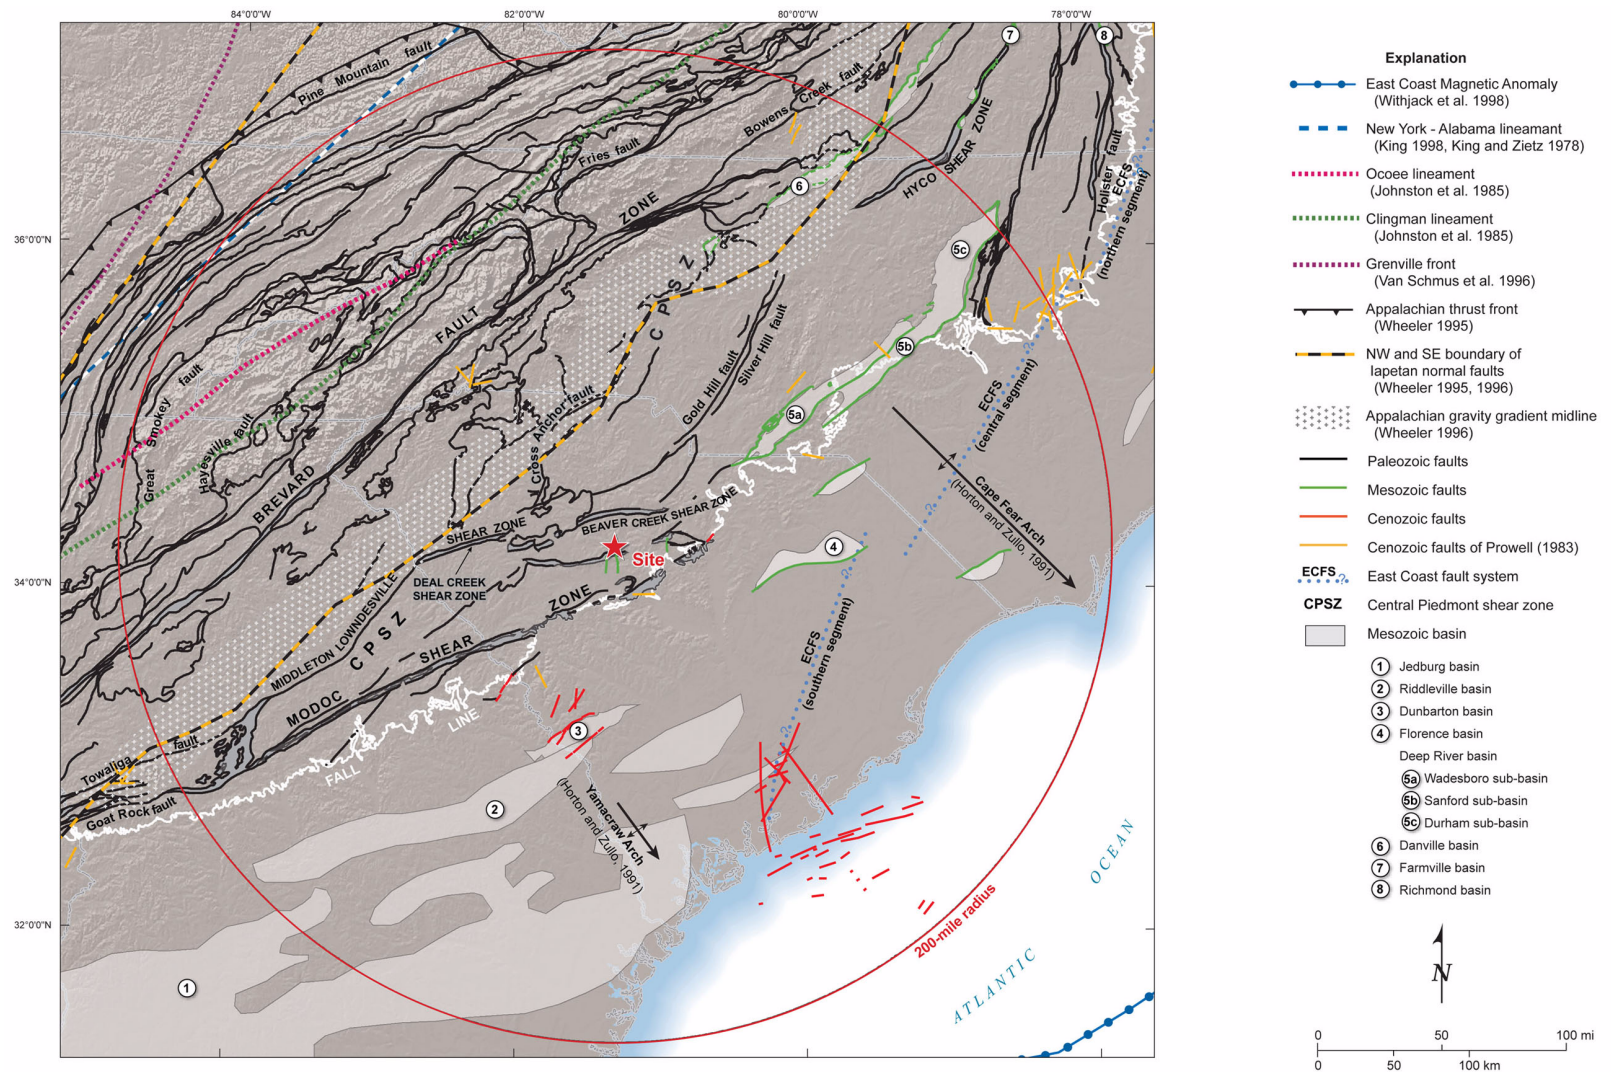 84°0'0"W
82°0'0"W
80°0'0"W
78°0'0"W
36°0'0"N
34°0'0"N
32°0'0"N
Pine Mountain fault
Bowens Creek fault
Fries fault
ZONE
HYCO SHEAR ZONE
Hollister fault
ECFS
(northern segment)
7
8
6
5c
5b
5a
CPSZ
FAULT
Great Smokey fault
Hayesville fault
BREVARD
Cross Anchor fault
Gold Hill fault
Silver Hill fault
ECFS
(central segment)
Cape Fear Arch
(Horton and Zullo, 1991)
SHEAR ZONE
BEAVER CREEK SHEAR ZONE
Site
DEAL CREEK
SHEAR ZONE
MIDDLETON LOWNDESVILLE
CPSZ
4
?
ZONE
SHEAR
MODOC
ECFS
(southern segment)
LINE
FALL
Towaliga fault
Goat Rock fault
3
2
1
Yamacraw Arch
(Horton and Zullo, 1991)
200-mile radius
ATLANTIC
OCEAN
Explanation
East Coast Magnetic Anomaly
(Withjack et al. 1998)
New York - Alabama lineamant
(King 1998, King and Zietz 1978)
Ocoee lineament
(Johnston et al. 1985)
Clingman lineament
(Johnston et al. 1985)
Grenville front
(Van Schmus et al. 1996)
Appalachian thrust front
(Wheeler 1995)
NW and SE boundary of
Iapetan normal faults
(Wheeler 1995, 1996)
Appalachian gravity gradient midline
(Wheeler 1996)
Paleozoic faults
Mesozoic faults
Cenozoic faults
Cenozoic faults of Prowell (1983)
ECFS ? East Coast fault system
CPSZ Central Piedmont shear zone
Mesozoic basin
1 Jedburg basin
2 Riddleville basin
3 Dunbarton basin
4 Florence basin
Deep River basin
5a Wadesboro sub-basin
5b Sanford sub-basin
5c Durham sub-basin
6 Danville basin
7 Farmville basin
8 Richmond basin
N
0 50 100 mi
0 50 100 km